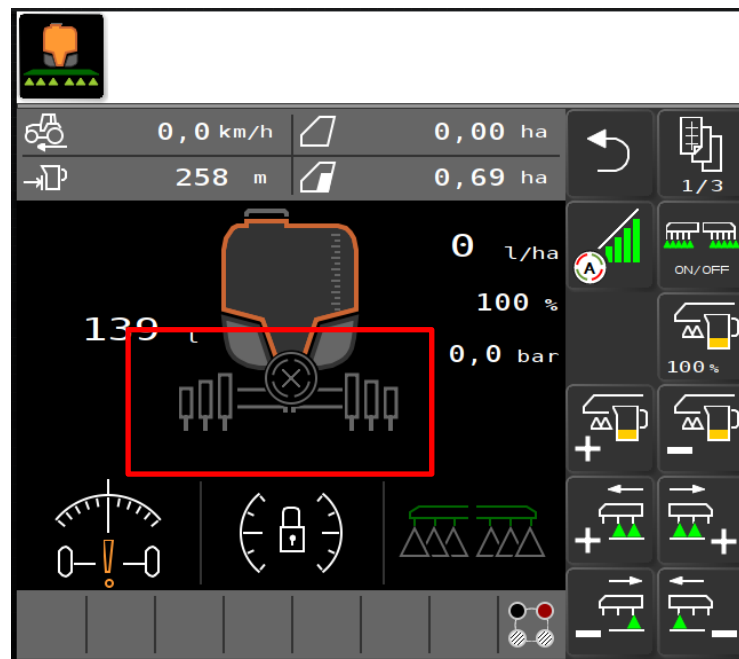 0,0 km/h
0,00 ha
1/3
258 m
0,69 ha
0 l/ha
A
ON/OFF
100 %
139 l
0,0 bar
100 %
+
−
+
+
−
−